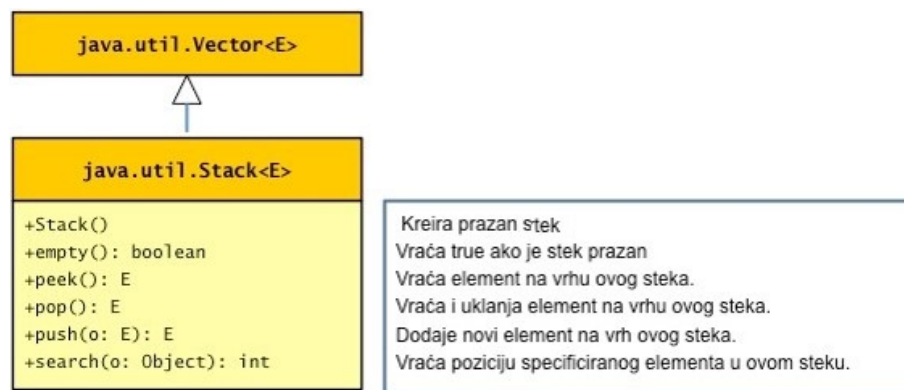 java.util.Vector<E>
java.util.Stack<E>
+Stack()
+empty(): boolean
+peek(): E
+pop(): E
+push(o: E): E
+search(o: Object): int
Kreira prazan stek
Vraća true ako je stek prazan
Vraća element na vrhu ovog steka.
Vraća i uklanja element na vrhu ovog steka.
Dodaje novi element na vrh ovog steka.
Vraća poziciju specificiranog elementa u ovom steku.